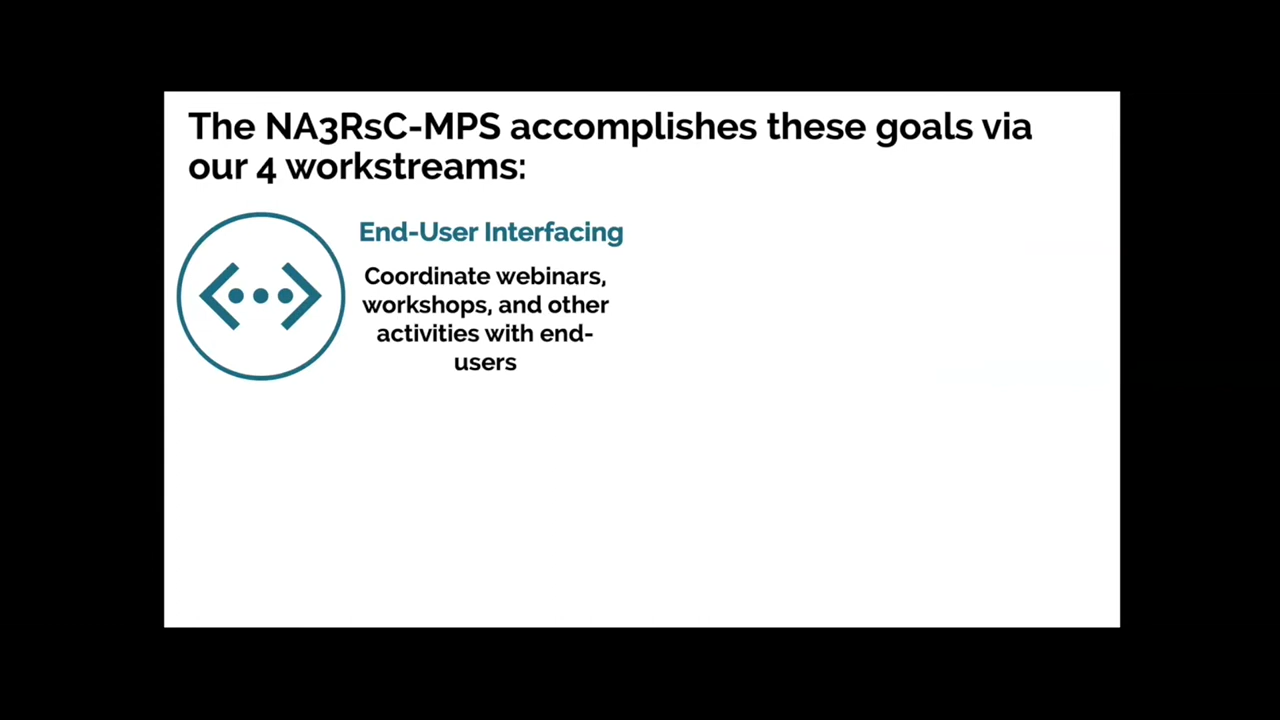 The NA3RsC-MPS accomplishes these goals via
our 4 workstreams:
End-User Interfacing
Coordinate webinars,
workshops, and other
activities with end-
users